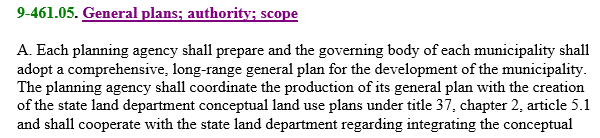 9-461.05. General plans; authority; scope
A. Each planning agency shall prepare and the governing body of each municipality shall
adopt a comprehensive, long-range general plan for the development of the municipality.
The planning agency shall coordinate the production of its general plan with the creation
of the state land department conceptual land use plans under title 37, chapter 2, article 5.1
and shall cooperate with the state land department regarding integrating the conceptual